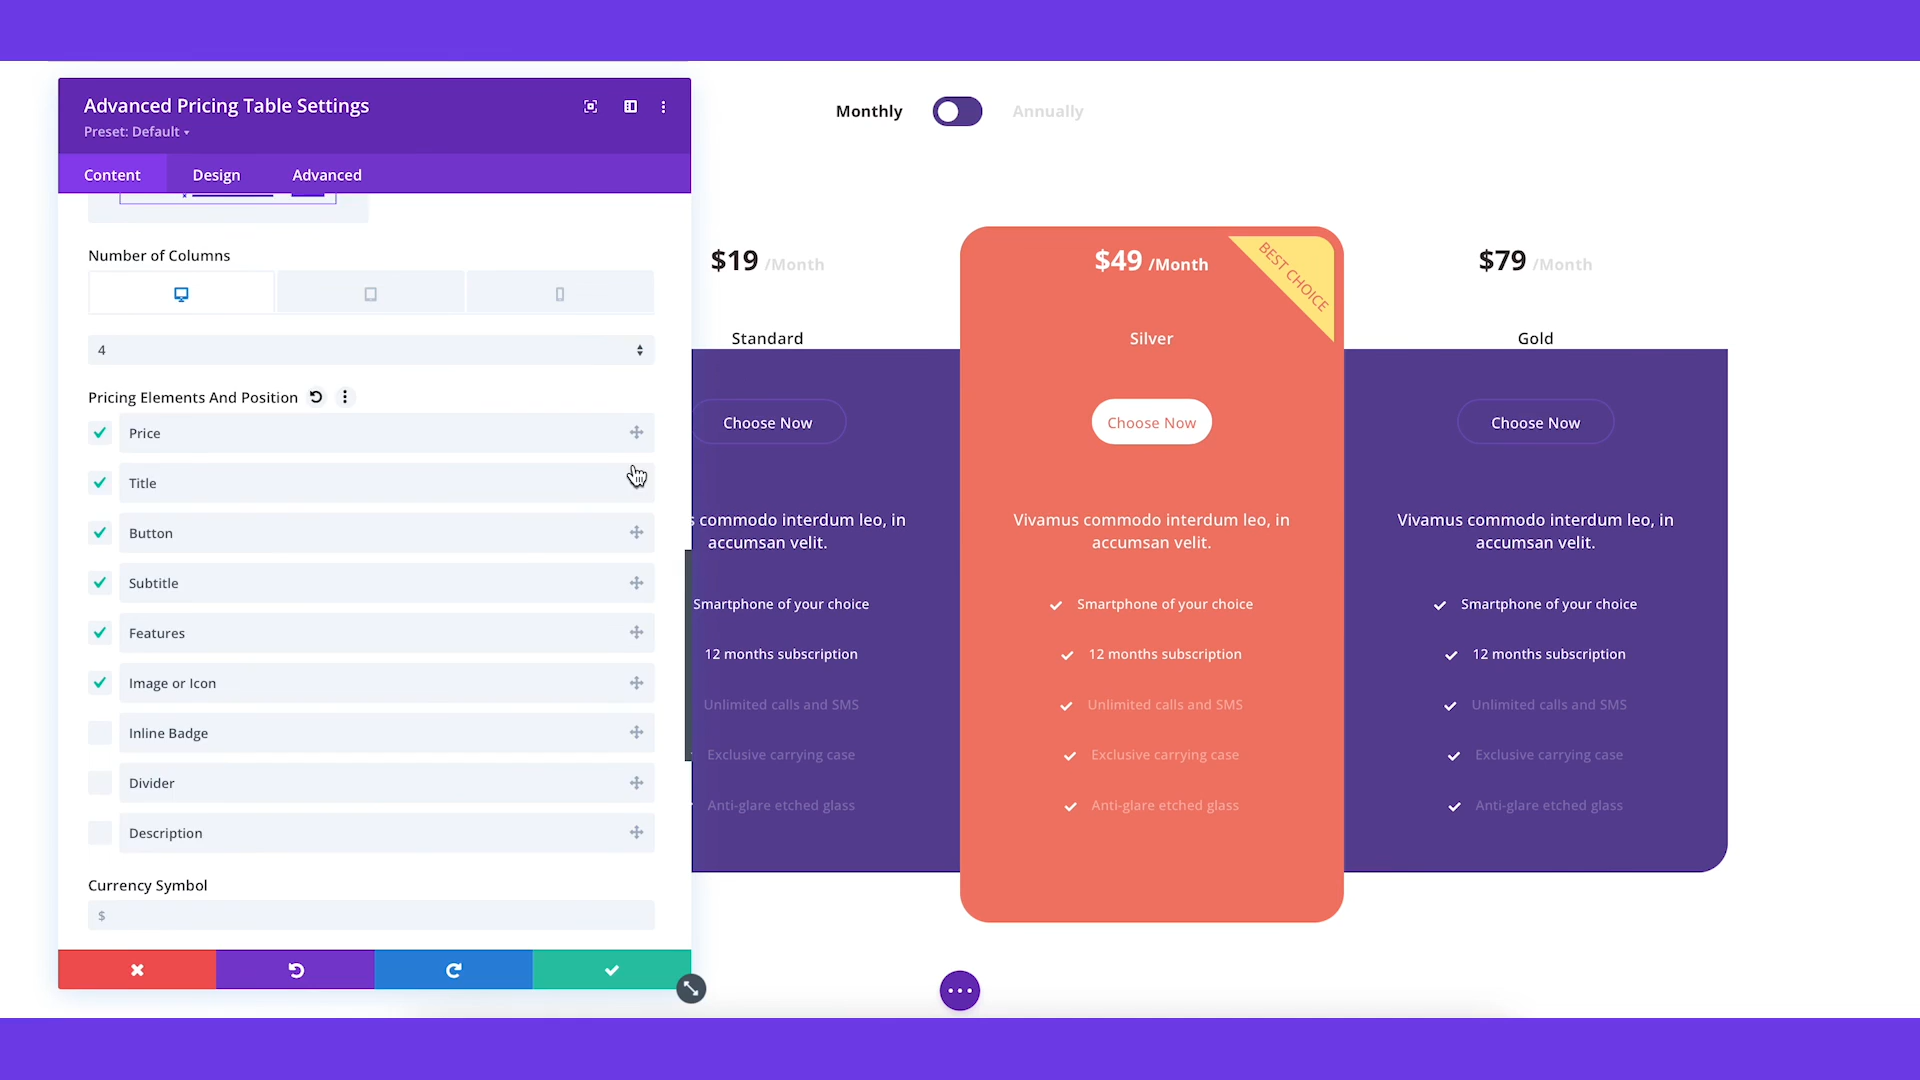 Advanced Pricing Table Settings
Preset: Default
Content
Design
Advanced
Number of Columns
4
Pricing Elements And Position
Price
Title
Button
Subtitle
Features
Image or Icon
Inline Badge
Divider
Description
Currency Symbol
$
Monthly
Annually
$19 /Month
Standard
Choose Now
s commodo interdum leo, in
accumsan velit.
Smartphone of your choice
12 months subscription
Unlimited calls and SMS
Exclusive carrying case
Anti-glare etched glass
$49 /Month
BEST CHOICE
Silver
Choose Now
Vivamus commodo interdum leo, in
accumsan velit.
Smartphone of your choice
12 months subscription
Unlimited calls and SMS
Exclusive carrying case
Anti-glare etched glass
$79 /Month
Gold
Choose Now
Vivamus commodo interdum leo, in
accumsan velit.
Smartphone of your choice
12 months subscription
Unlimited calls and SMS
Exclusive carrying case
Anti-glare etched glass